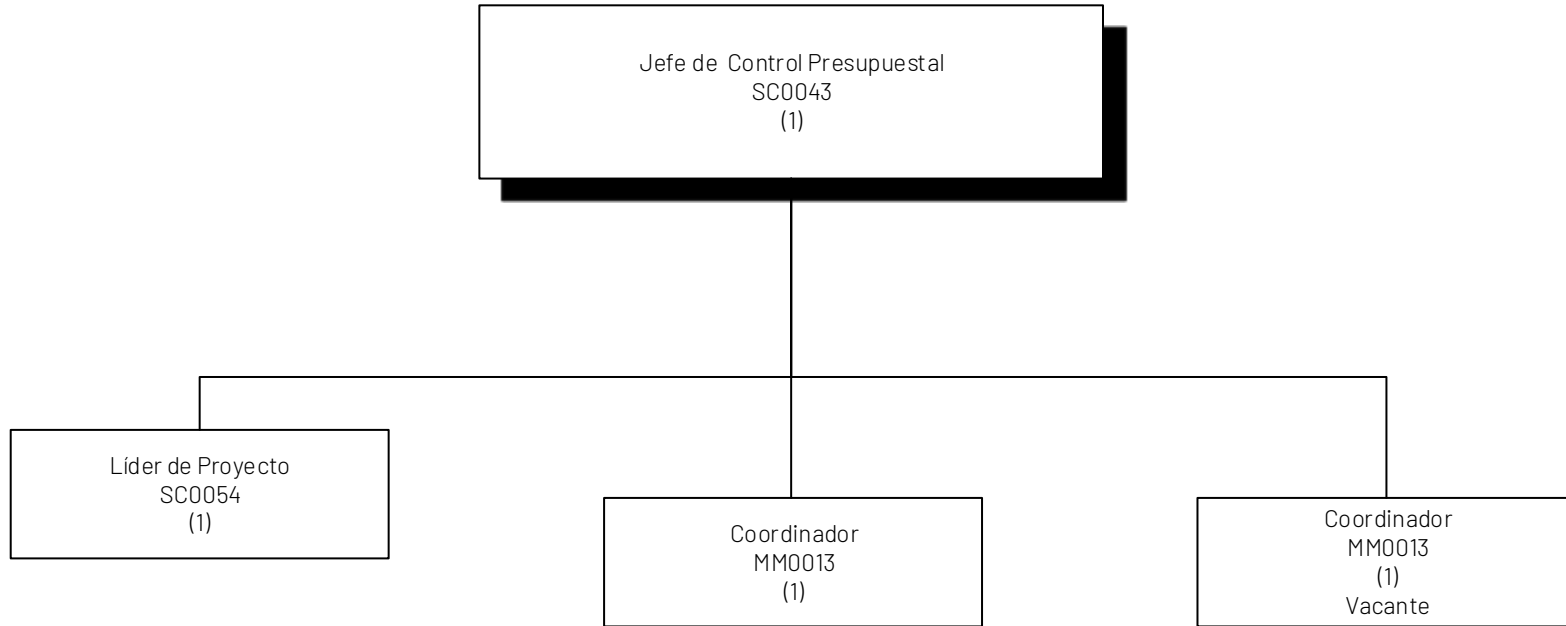 Jefe de  Control Presupuestal
SC0043
(1)
Líder de Proyecto
SC0054
(1)
Coordinador
MM0013
(1)
Coordinador
MM0013
(1)
Vacante